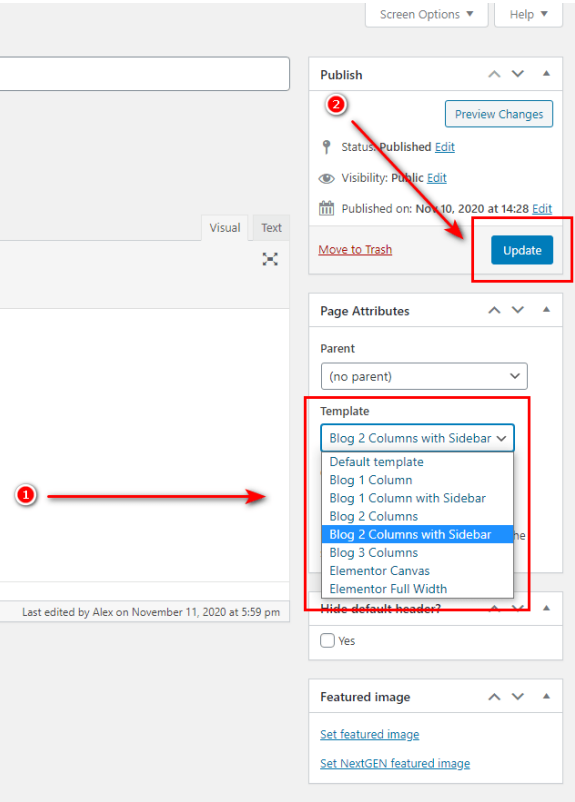 Screen Options ▼
Help ▼
Publish
2
Preview Changes
Status: Published Edit
Visibility: Public Edit
Published on: Nov 10, 2020 at 14:28 Edit
Visual
Text
Move to Trash
Update
Page Attributes
Parent
(no parent)
Template
Blog 2 Columns with Sidebar
Default template
Blog 1 Column
Blog 1 Column with Sidebar
1
Blog 2 Columns
Blog 2 Columns with Sidebar
Blog 3 Columns
Elementor Canvas
Elementor Full Width
Last edited by Alex on November 11, 2020 at 5:59 pm
Hide default header?
Yes
Featured image
Set featured image
Set NextGEN featured image